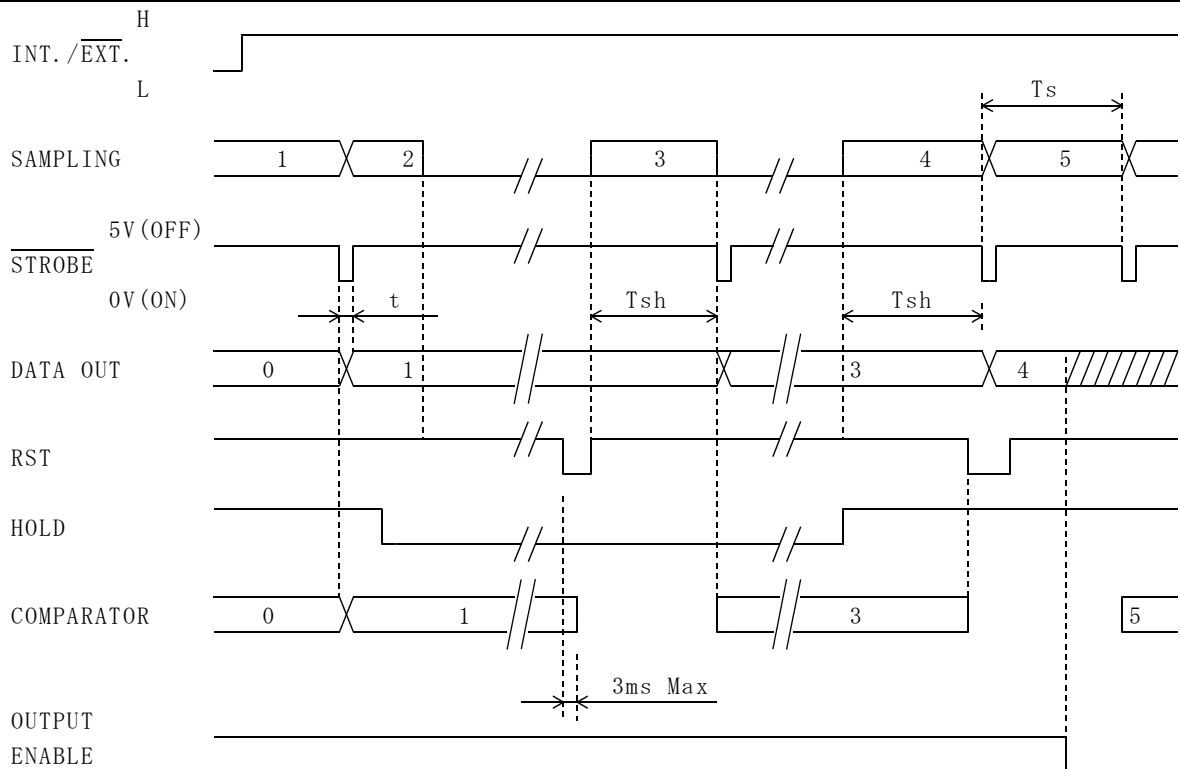 H
INT./EXT.
L
Ts
SAMPLING 1 2 3 4 5
5V(OFF)
STROBE
0V(ON) t Tsh Tsh
DATA OUT 0 1 3 4
RST
HOLD
COMPARATOR 0 1 3 5
3ms Max
OUTPUT
ENABLE